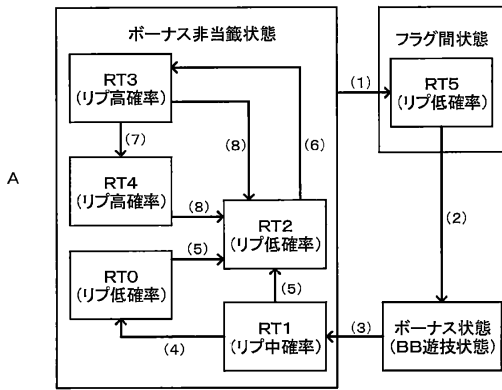 ボーナス非当籤状態
フラグ間状態
RT3
(リプ高確率)
(1)
RT5
(リプ低確率)
(7)
(8)
(6)
A
RT4
(リプ高確率)
(8)
RT2
(リプ低確率)
(2)
RT0
(リプ低確率)
(5)
(5)
RT1
(リプ中確率)
(4)
(3)
ボーナス状態
(BB遊技状態)